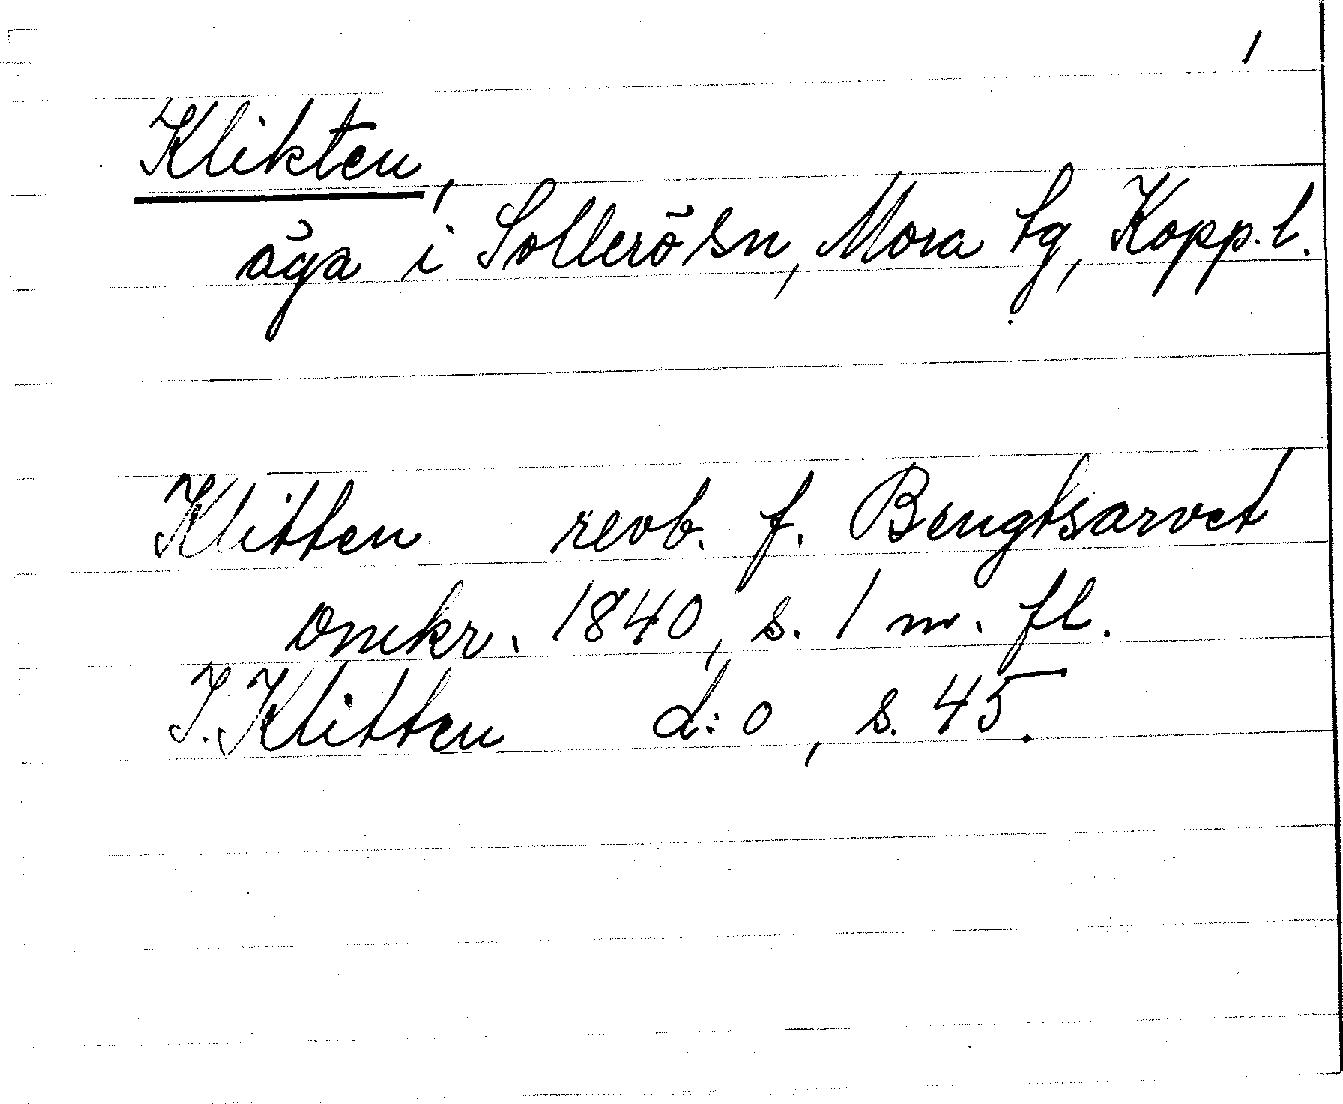 1
Klikten,
äga i Sollerö sn, Mora tg, Kopp.l.
Klitten revb. f. Bengtsarvet
omkr. 1840, s. 1 m. fl.
I. Klitten d:o, s. 45.